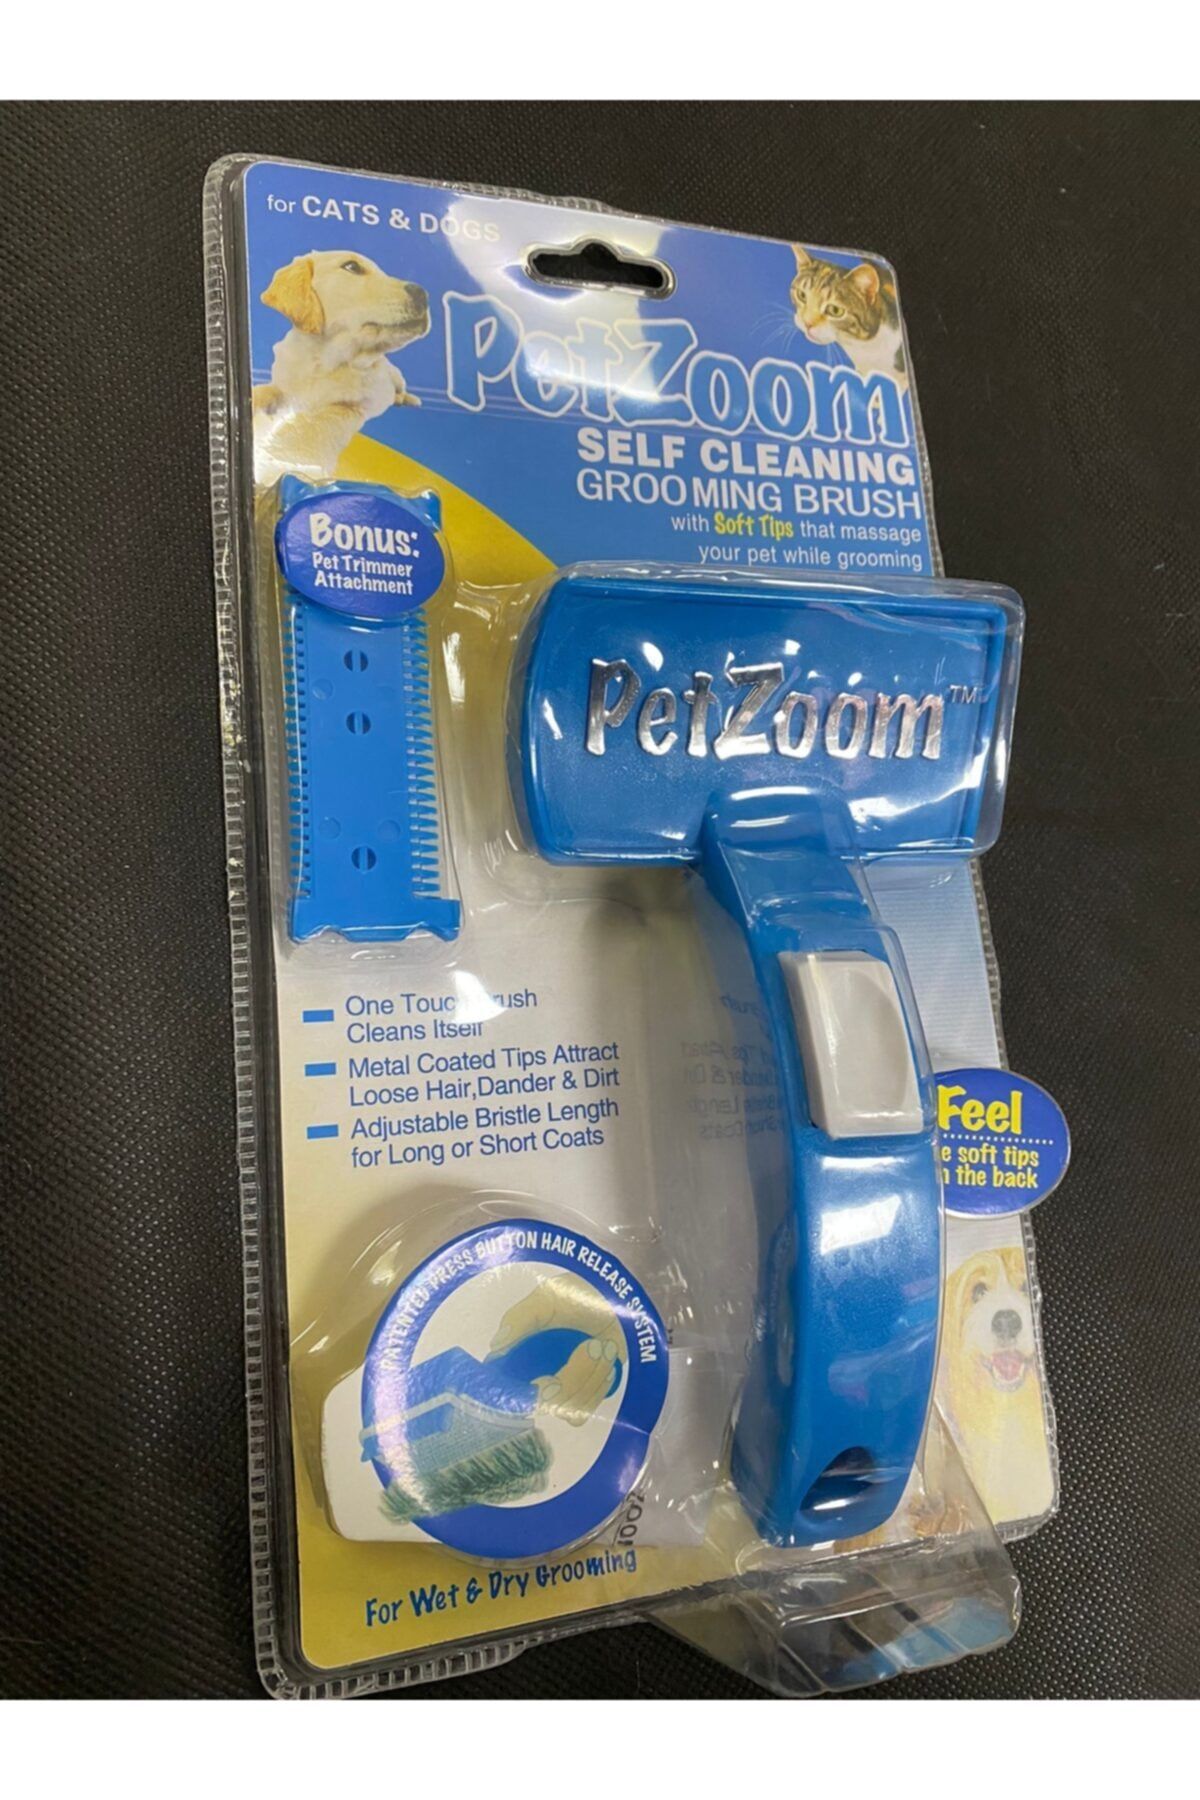 for CATS & DOGS
PetZoom
SELF CLEANING
GROOMING BRUSH
with Soft Tips that massage
your pet while grooming
Bonus:
Pet Trimmer
Attachment
PetZoom™
One Touch Brush
Cleans Itself
Metal Coated Tips Attract
Loose Hair,Dander & Dirt
Adjustable Bristle Length
for Long or Short Coats
Feel
soft tips
the back
PATENTED PRESS BUTTON HAIR RELEASE SYSTEM
For Wet & Dry Grooming